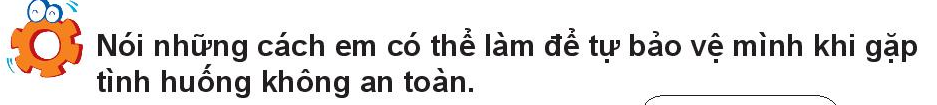 Nói những cách em có thể làm để tự bảo vệ mình khi gặp
tình huống không an toàn.